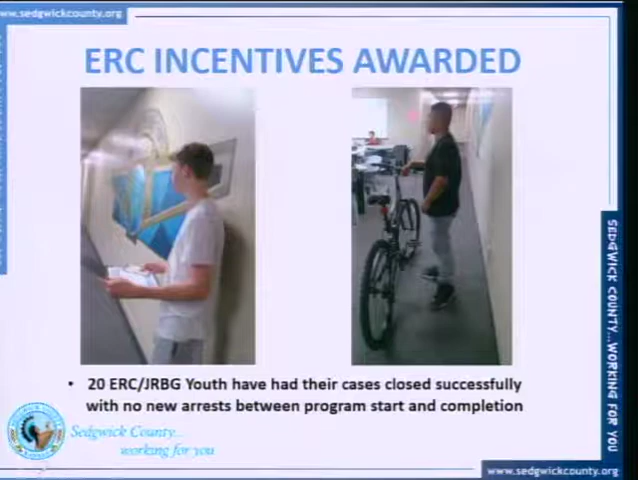 www.sedgwickcounty.org
ERC INCENTIVES AWARDED
• 20 ERC/JRBG Youth have had their cases closed successfully
with no new arrests between program start and completion
Sedgwick County...
working for you
SEDGWICK COUNTY...WORKING FOR YOU
www.sedgwickcounty.org